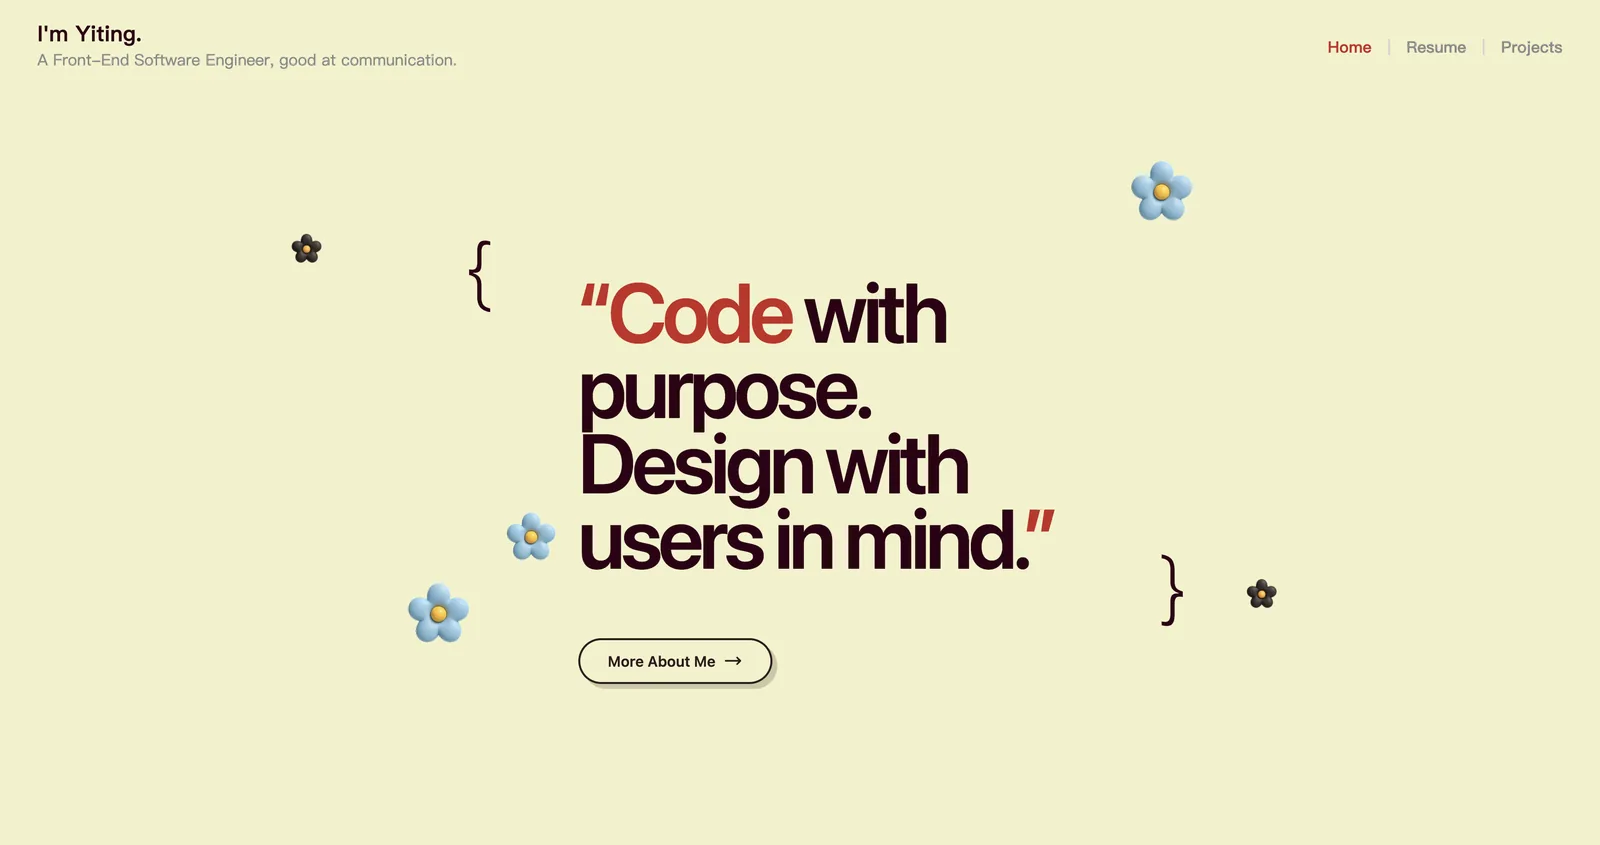 I'm Yiting.
A Front-End Software Engineer, good at communication.
Home | Resume | Projects
{
“Code with
purpose.
Design with
users in mind.”
}
More About Me →